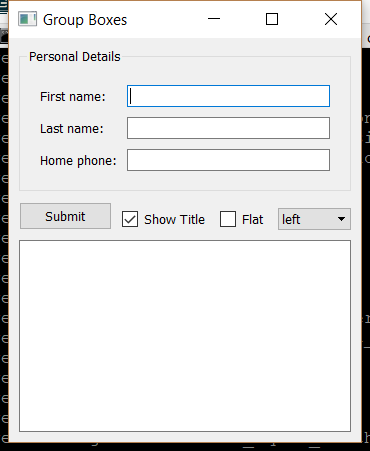 Group Boxes
Personal Details
First name:
Last name:
Home phone:
Submit Show Title Flat left